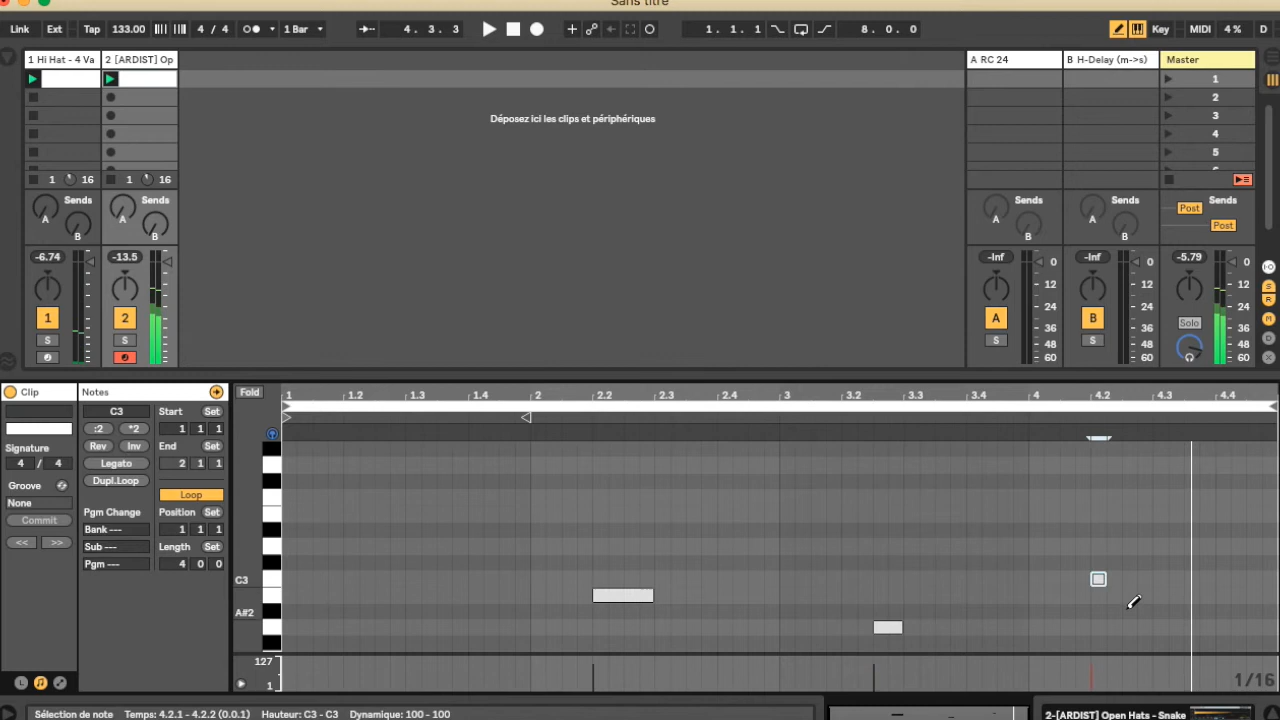 Sans titre
Link Ext Tap 133.00 4 / 4 1 Bar 4. 3. 3 1. 1. 1 8. 0. 0 Key MIDI 4 % D
1 Hi Hat - 4 Va 2 [ARDIST] Op A RC 24 B H-Delay (m->s) Master
1
Déposez ici les clips et périphériques
2
3
4
5
1 16 1 16
Sends Sends Sends Sends Sends
A A A A Post
B B B B Post
-6.74 -13.5 -Inf 0 -Inf 0 -5.79 0
12 12 12
24 24 24
1 2 A 36 B 36 Solo 36
S S S 48 S 48 48
60 60 60
S
R
M
D
X
Clip Notes Fold 1 1.2 1.3 1.4 2 2.2 2.3 3 3.2 3.3 4 4.2 4.3 4.4
C3 Start Set
:2 *2 1 1 1
Signature Rev Inv End Set
4 / 4 Legato 2 1 1
Groove Dupl.Loop
None Loop
Commit Pgm Change Position Set
Bank --- 1 1 1
<< >> Sub --- Length Set
Pgm --- 4 0 0
C3
A#2
127
1
1/16
L
Sélection de note Temps: 4.2.1 - 4.2.2 (0.0.1) Hauteur: C3 - C3 Dynamique: 100 - 100 2-[ARDIST] Open Hats - Snake